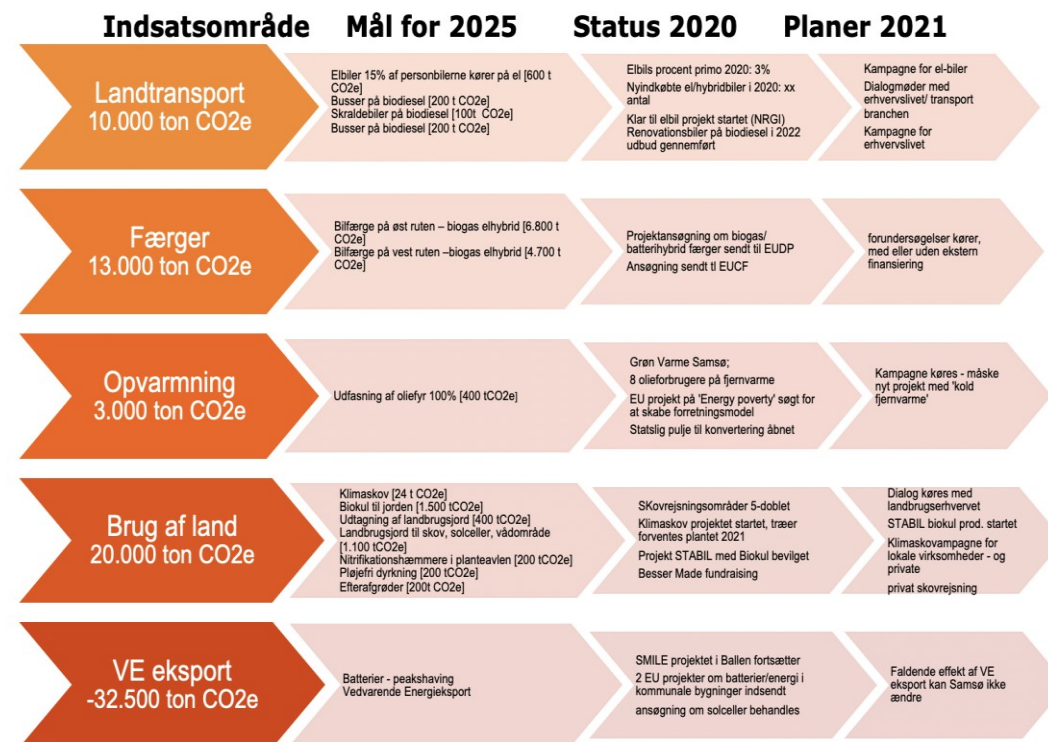 Indsatsområde Mål for 2025 Status 2020 Planer 2021
Landtransport
10.000 ton CO2e
Elbiler 15% af personbilerne kører på el [600 t
CO2e]
Busser på biodiesel [200 t CO2e]
Skraldebiler på biodiesel [100t CO2e]
Busser på biodiesel [200 t CO2e]
Elbils procent primo 2020: 3%
Nyindkøbte el/hybridbiler i 2020: xx
antal
Klar til elbil projekt startet (NRGI)
Renovationsbiler på biodiesel i 2022
udbud gennemført
Kampagne for el-biler
Dialogmøder med
erhvervslivet/ transport
branchen
Kampagne for
erhvervslivet
Færger
13.000 ton CO2e
Bilfærge på øst ruten – biogas elhybrid [6.800 t
CO2e]
Bilfærge på vest ruten –biogas elhybrid [4.700 t
CO2e]
Projektansøgning om biogas/
batterihybrid færger sendt til EUDP
Ansøgning sendt tl EUCF
forundersøgelser kører,
med eller uden ekstern
finansiering
Opvarmning
3.000 ton CO2e
Udfasning af oliefyr 100% [400 tCO2e]
Grøn Varme Samsø;
8 olieforbrugere på fjernvarme
EU projekt på 'Energy poverty' søgt for
at skabe forretningsmodel
Statslig pulje til konvertering åbnet
Kampagne køres - måske
nyt projekt med 'kold
fjernvarme'
Brug af land
20.000 ton CO2e
Klimaskov [24 t CO2e]
Biokul til jorden [1.500 tCO2e]
Udtagning af landbrugsjord [400 tCO2e]
Landbrugsjord til skov, solceller, vådområde
[1.100 tCO2e]
Nitrifikationshæmmere i planteavlen [200 tCO2e]
Pløjefri dyrkning [200 tCO2e]
Efterafgrøder [200t CO2e]
SKovrejsningsområder 5-doblet
Klimaskov projektet startet, træer
forventes plantet 2021
Projekt STABIL med Biokul bevilget
Besser Made fundraising
Dialog køres med
landbrugserhvervet
STABIL biokul prod. startet
Klimaskovampagne for
lokale virksomheder - og
private
privat skovrejsning
VE eksport
-32.500 ton CO2e
Batterier - peakshaving
Vedvarende Energieksport
SMILE projektet i Ballen fortsætter
2 EU projekter om batterier/energi i
kommunale bygninger indsendt
ansøgning om solceller behandles
Faldende effekt af VE
eksport kan Samsø ikke
ændre